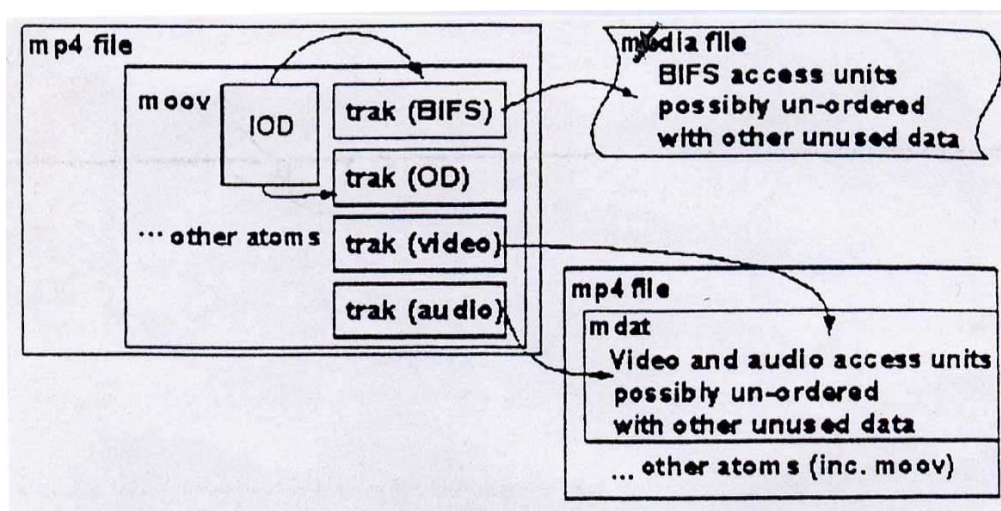 mp4 file
moov
IOD
trak (BIFS)
trak (OD)
... other atoms
trak (video)
trak (audio)
media file
BIFS access units
possibly un-ordered
with other unused data
mp4 file
mdat
Video and audio access units
possibly un-ordered
with other unused data
... other atoms (inc. moov)